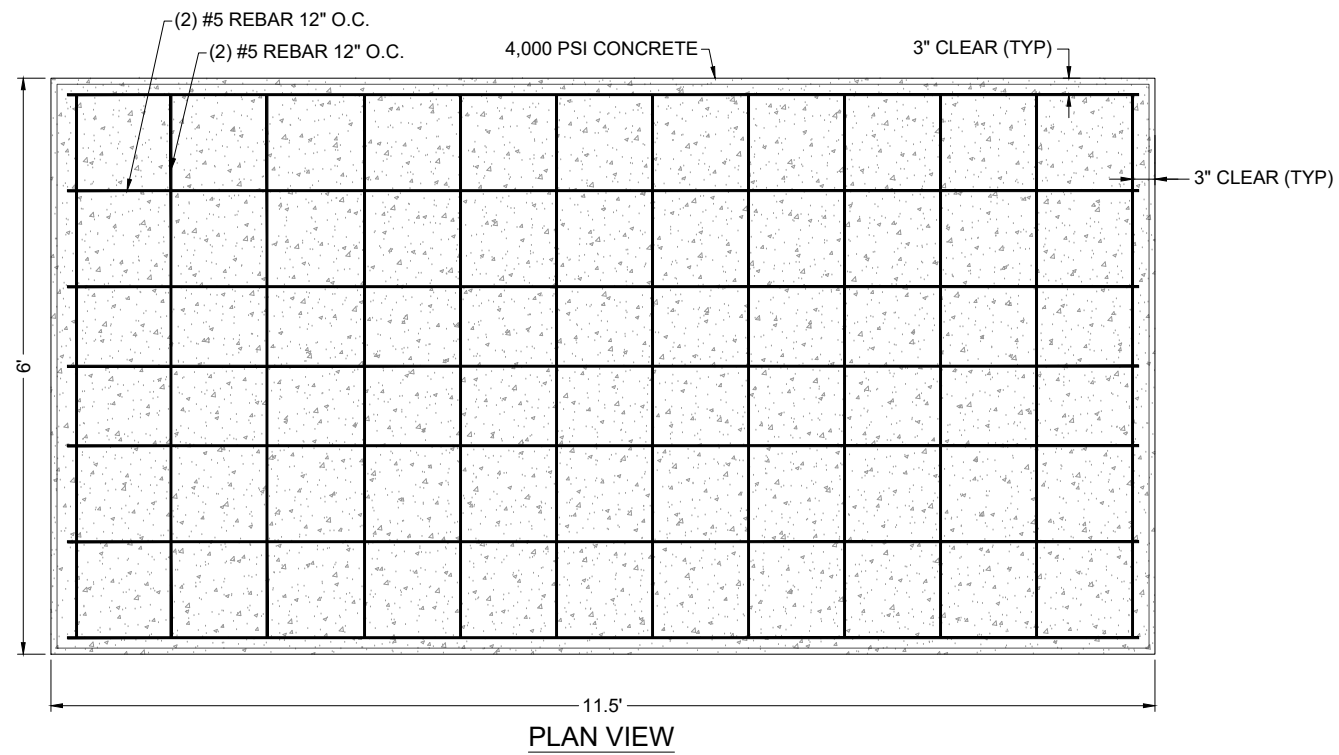 (2) #5 REBAR 12" O.C.
(2) #5 REBAR 12" O.C.
4,000 PSI CONCRETE
3" CLEAR (TYP)
3" CLEAR (TYP)
6'
11.5'
PLAN VIEW